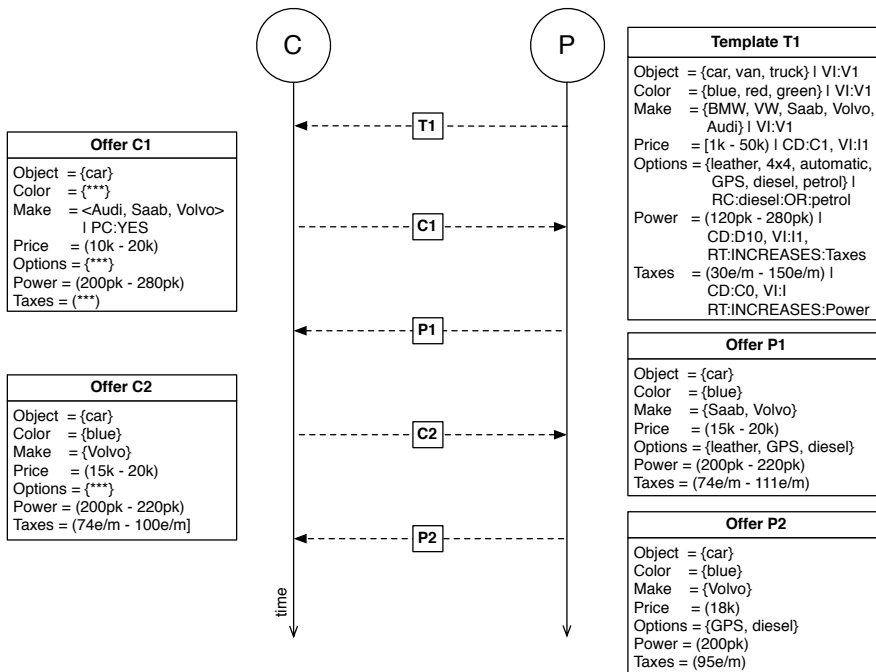 C
P
T1
C1
P1
C2
P2
time
Offer C1
Object = {car}
Color = {***}
Make = <Audi, Saab, Volvo>
| PC:YES
Price = (10k - 20k)
Options = {***}
Power = (200pk - 280pk)
Taxes = (***)
Offer C2
Object = {car}
Color = {blue}
Make = {Volvo}
Price = (15k - 20k)
Options = {***}
Power = (200pk - 220pk)
Taxes = (74e/m - 100e/m]
Template T1
Object = {car, van, truck} | VI:V1
Color = {blue, red, green} | VI:V1
Make = {BMW, VW, Saab, Volvo,
Audi} | VI:V1
Price = [1k - 50k) | CD:C1, VI:I1
Options = {leather, 4x4, automatic,
GPS, diesel, petrol} |
RC:diesel:OR:petrol
Power = (120pk - 280pk) |
CD:D10, VI:I1,
RT:INCREASES:Taxes
Taxes = (30e/m - 150e/m) |
CD:C0, VI:I
RT:INCREASES:Power
Offer P1
Object = {car}
Color = {blue}
Make = {Saab, Volvo}
Price = (15k - 20k)
Options = {leather, GPS, diesel}
Power = (200pk - 220pk)
Taxes = (74e/m - 111e/m)
Offer P2
Object = {car}
Color = {blue}
Make = {Volvo}
Price = (18k)
Options = {GPS, diesel}
Power = (200pk)
Taxes = (95e/m)